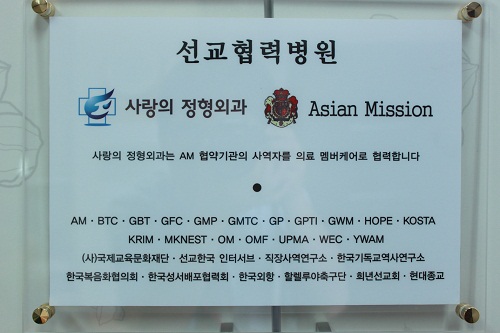 선교협력병원
사랑의 정형외과 Asian Mission
사랑의 정형외과는 AM 협약기관의 사역자를 의료 멤버케어로 협력합니다
●
AM · BTC · GBT · GFC · GMP · GMTC · GP · GPTI · GWM · HOPE · KOSTA
KRIM · MKNEST · OM · OMF · UPMA · WEC · YWAM
(사)국제교육문화재단 · 선교한국 인터서브 · 직장사역연구소 · 한국기독교역사연구소
한국복음화협의회 · 한국성서배포협력회 · 한국외항 · 할렐루야축구단 · 희년선교회 · 현대종교